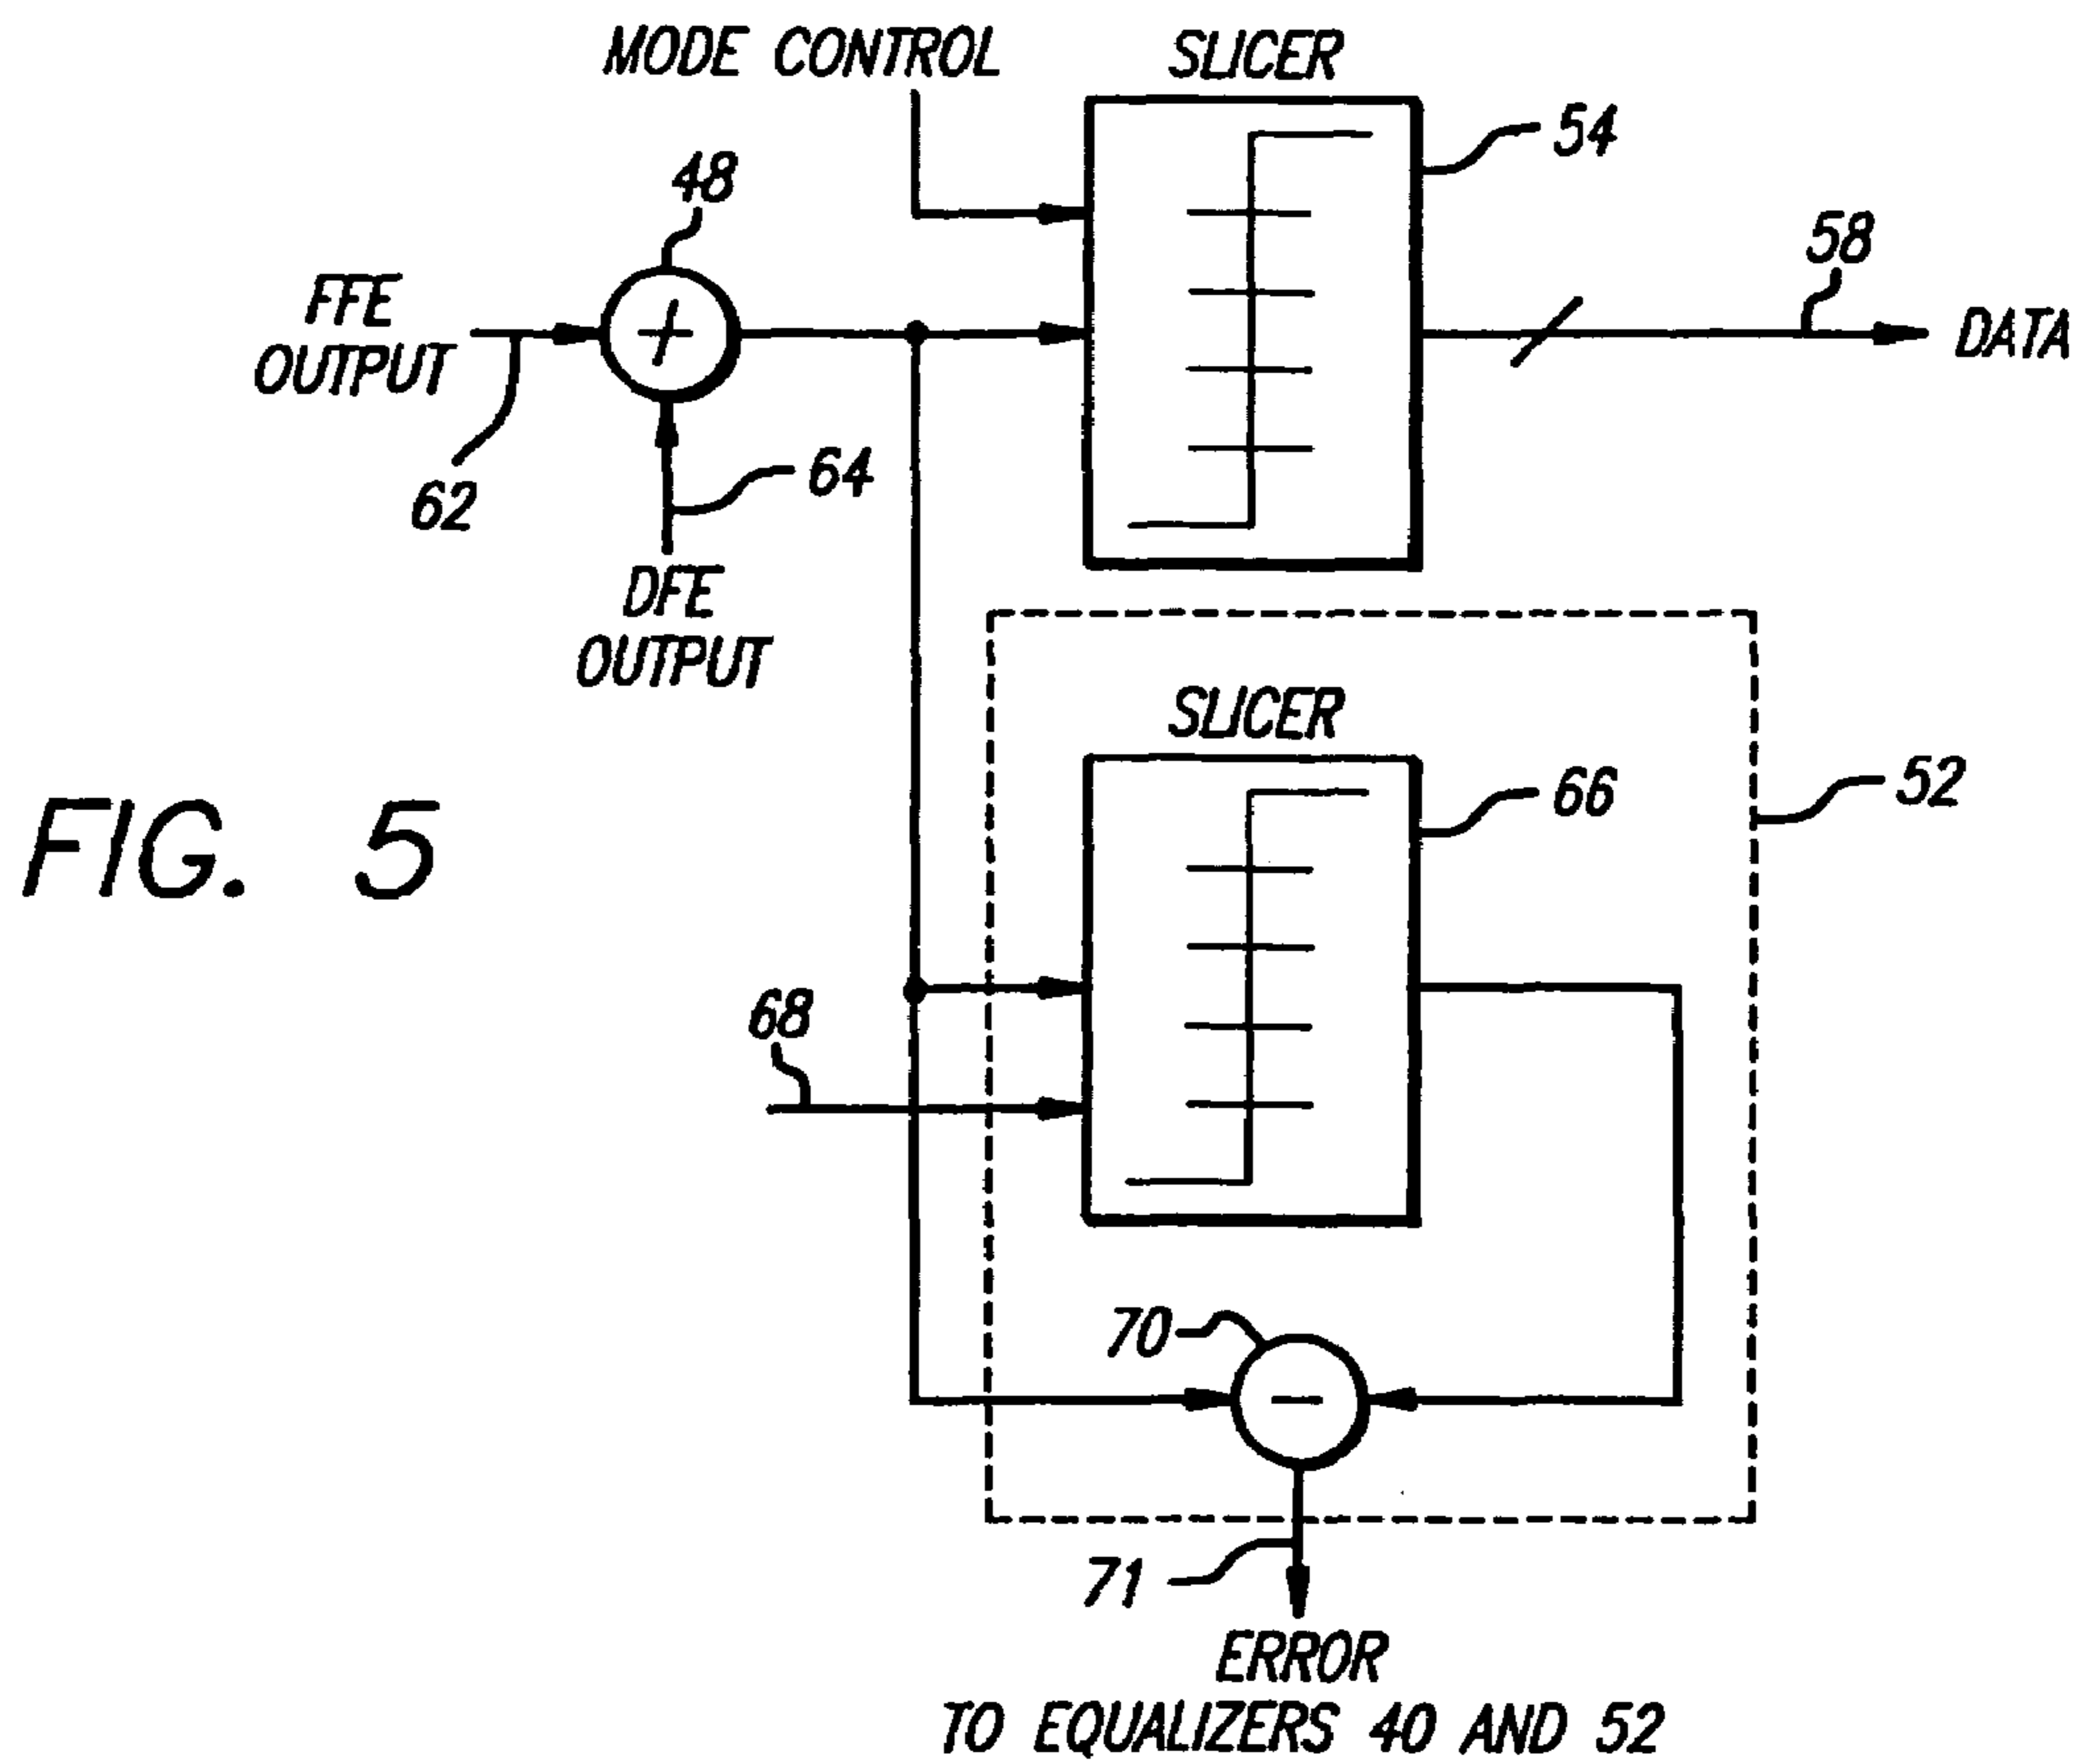 MODE CONTROL
SLICER
54
48
58
FFE
OUTPUT
DATA
62
64
DFE
OUTPUT
SLICER
66
52
FIG. 5
68
70
71
ERROR
TO EQUALIZERS 40 AND 52